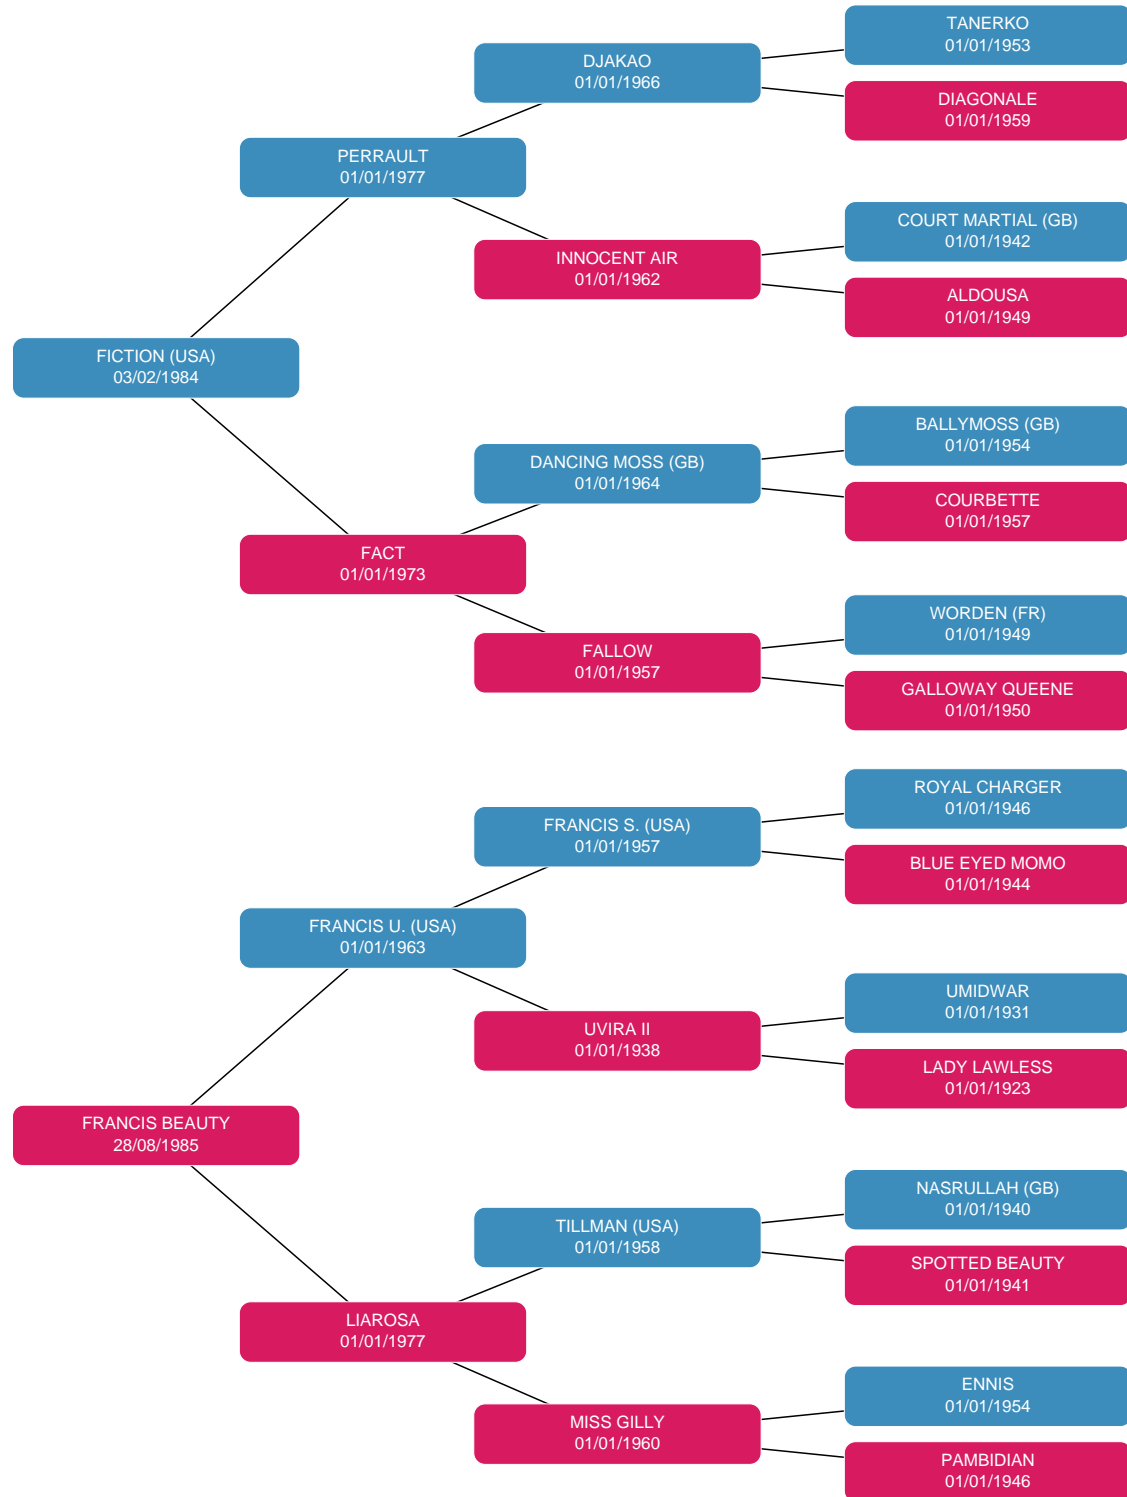 TANERKO
01/01/1953
DJAKAO
01/01/1966
DIAGONALE
01/01/1959
PERRAULT
01/01/1977
COURT MARTIAL (GB)
01/01/1942
INNOCENT AIR
01/01/1962
ALDOUSA
01/01/1949
FICTION (USA)
03/02/1984
BALLYMOSS (GB)
01/01/1954
DANCING MOSS (GB)
01/01/1964
COURBETTE
01/01/1957
FACT
01/01/1973
WORDEN (FR)
01/01/1949
FALLOW
01/01/1957
GALLOWAY QUEENE
01/01/1950
ROYAL CHARGER
01/01/1946
FRANCIS S. (USA)
01/01/1957
BLUE EYED MOMO
01/01/1944
FRANCIS U. (USA)
01/01/1963
UMIDWAR
01/01/1931
UVIRA II
01/01/1938
LADY LAWLESS
01/01/1923
FRANCIS BEAUTY
28/08/1985
NASRULLAH (GB)
01/01/1940
TILLMAN (USA)
01/01/1958
SPOTTED BEAUTY
01/01/1941
LIAROSA
01/01/1977
ENNIS
01/01/1954
MISS GILLY
01/01/1960
PAMBIDIAN
01/01/1946